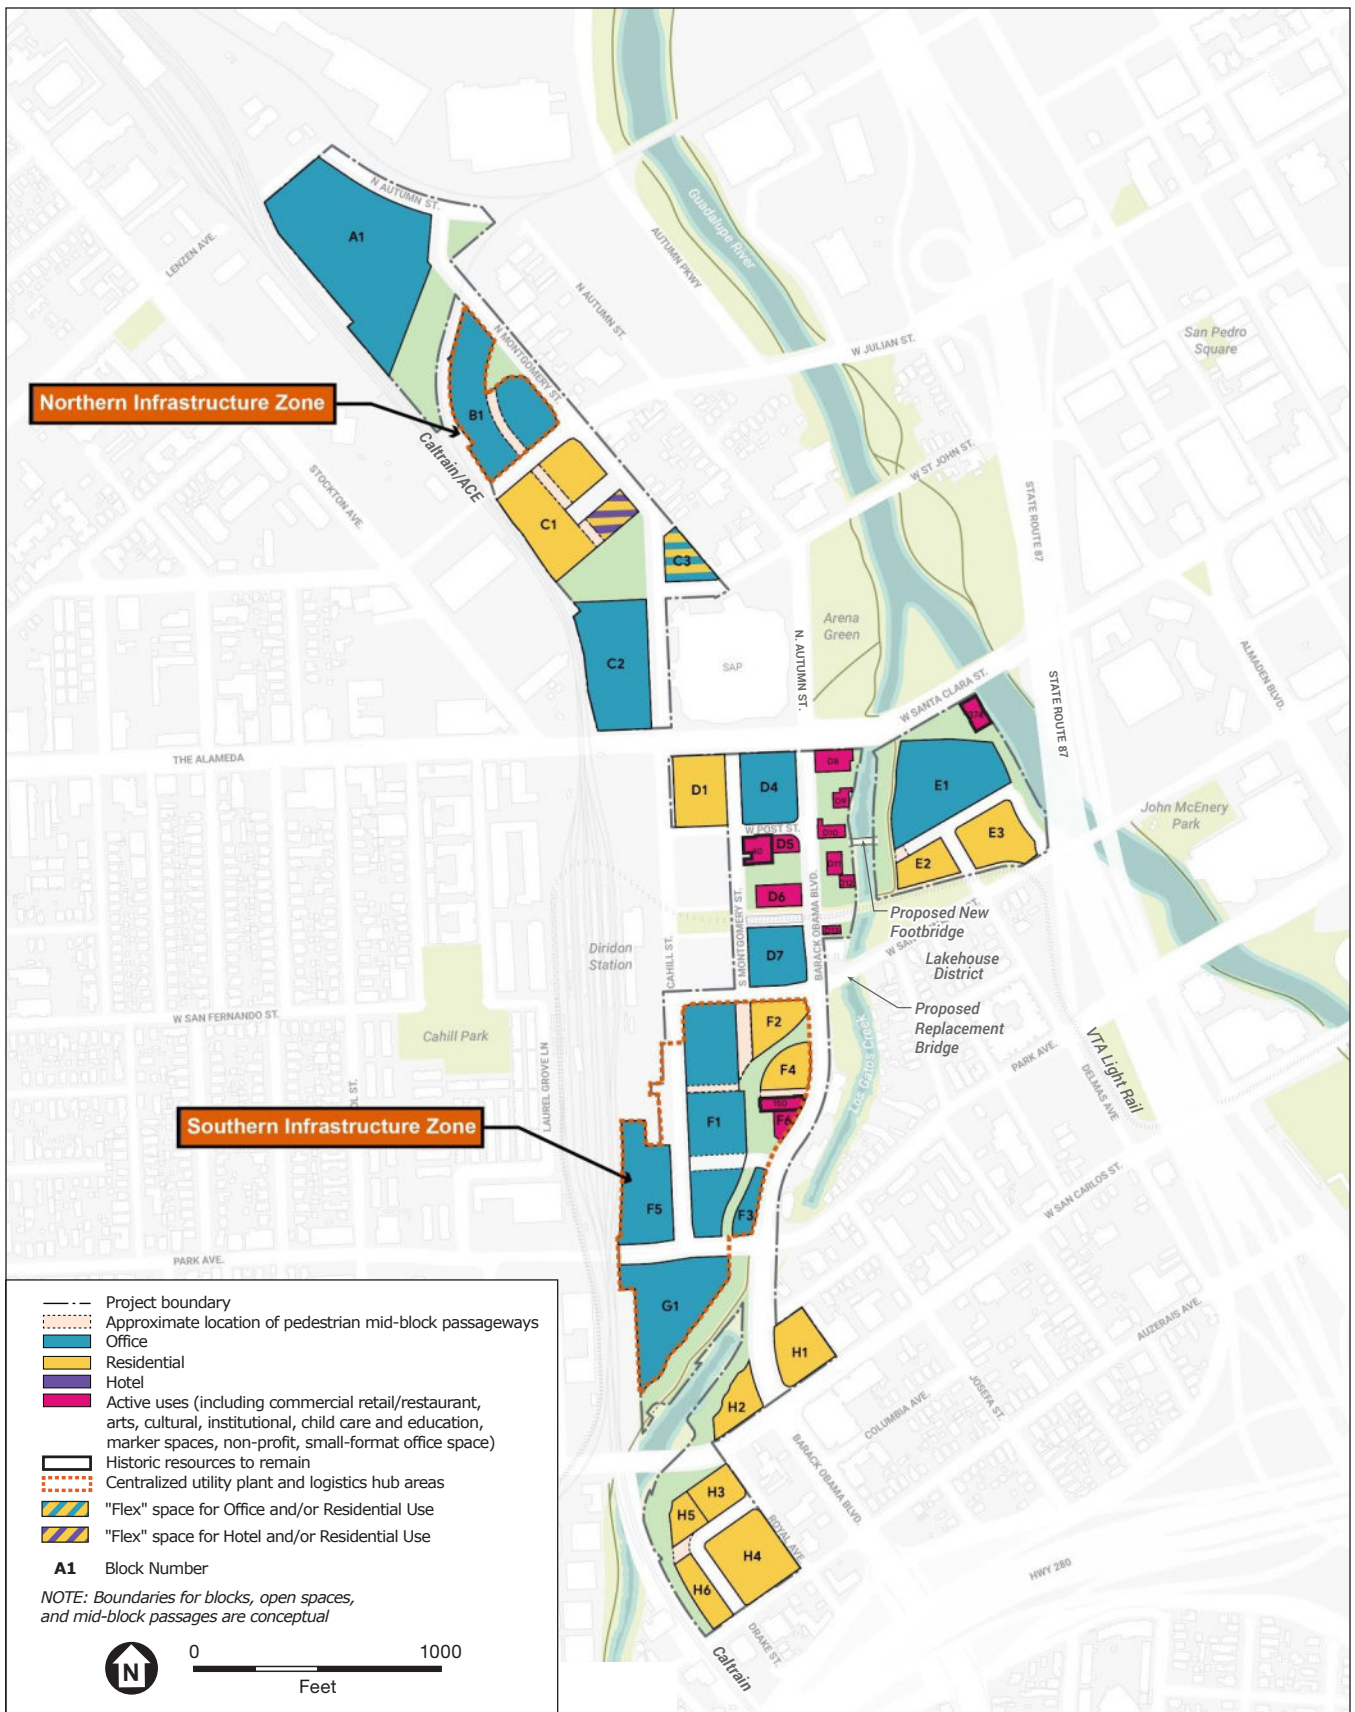 N AUTUMN ST.
A1
LENZEN AVE.
Guadalupe River
AUTUMN PKWY
N AUTUMN ST.
N MONTGOMERY ST.
W JULIAN ST.
San Pedro
Square
Northern Infrastructure Zone
B1
Caltrain/ACE
STOCKTON AVE.
W ST JOHN ST.
STATE ROUTE 87
C1
C3
Arena
Green
C2
SAP
N. AUTUMN ST.
W SANTA CLARA ST.
STATE ROUTE 87
ALMADEN BLVD.
THE ALAMEDA
D1
D4
D8
E1
John McEnery
Park
D9
W POST ST.
D10
E3
40
D5
D11
E2
D12
D6
S MONTGOMERY ST.
BARACK OBAMA BLVD.
Proposed New
Footbridge
Diridon
Station
CAHILL ST.
D7
Lakehouse
District
Proposed
Replacement
Bridge
W SAN FERNANDO ST.
Cahill Park
LAUREL GROVE LN
F2
F4
Los Gatos Creek
PARK AVE.
VTA Light Rail
DELMAS AVE
Southern Infrastructure Zone
F1
150
F6
F5
F3
W SAN CARLOS ST.
PARK AVE.
G1
H1
H2
AUZERAIS AVE.
JOSEFA ST.
COLUMBIA AVE.
BARACK OBAMA BLVD.
H3
H5
ROYAL AVE.
H4
H6
HWY 280
DRAKE ST.
Caltrain
Project boundary
Approximate location of pedestrian mid-block passageways
Office
Residential
Hotel
Active uses (including commercial retail/restaurant,
arts, cultural, institutional, child care and education,
marker spaces, non-profit, small-format office space)
Historic resources to remain
Centralized utility plant and logistics hub areas
"Flex" space for Office and/or Residential Use
"Flex" space for Hotel and/or Residential Use
A1 Block Number
NOTE: Boundaries for blocks, open spaces,
and mid-block passages are conceptual
N
0 1000
Feet